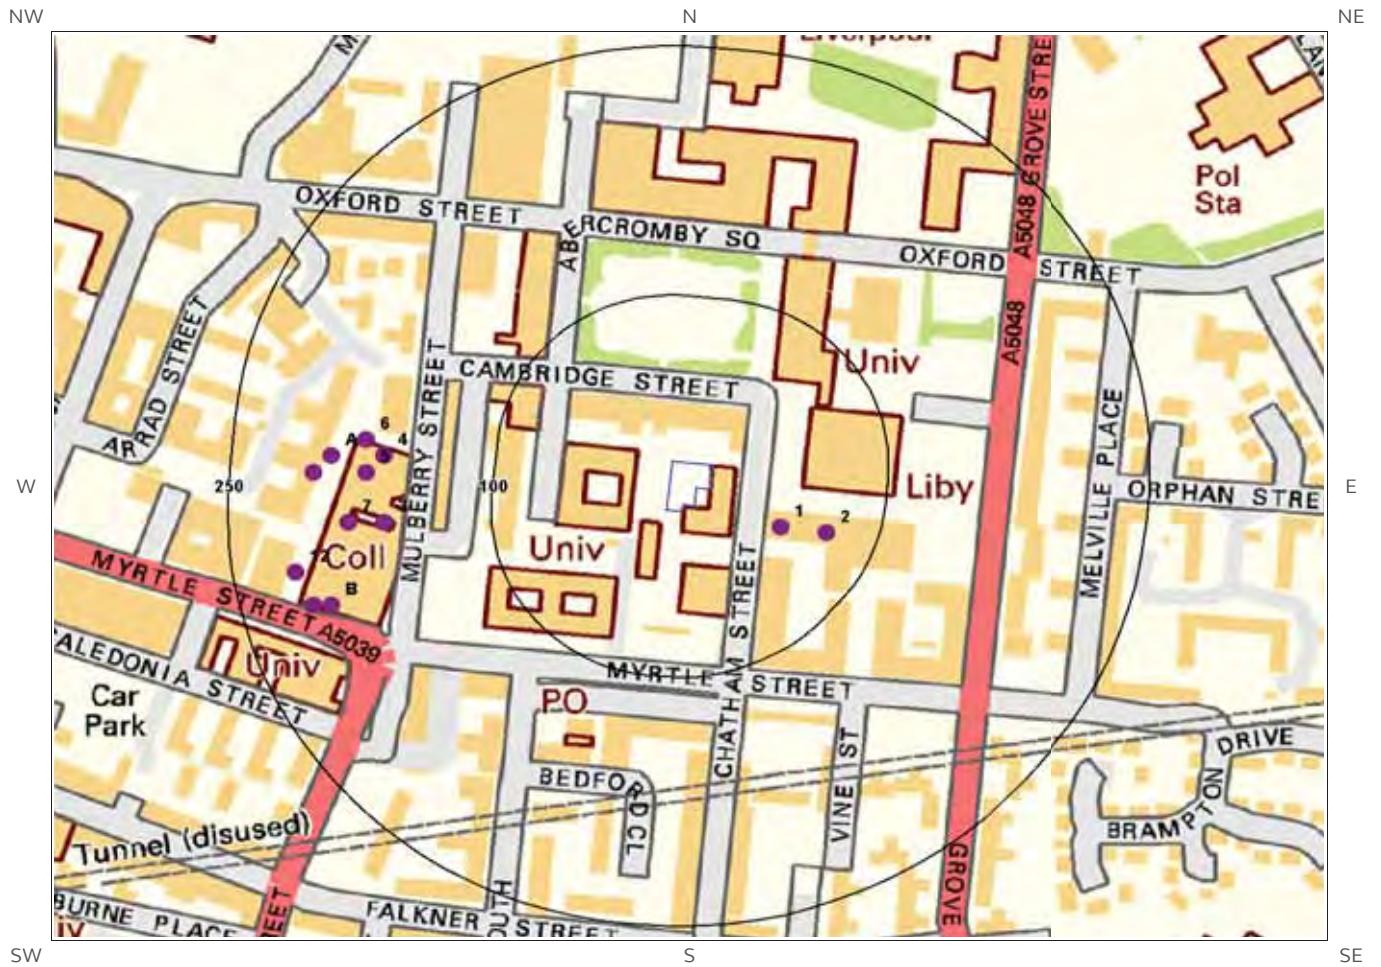 NW
N
NE
Liverpool
GROVE STRE
A5048
Pol
Sta
OXFORD STREET
ABERCROMBY SQ
OXFORD STREET
A5048
ARRAD STREET
MULBERRY STREET
CAMBRIDGE STREET
Univ
MELVILLE PLACE
6
A
4
W
250
100
Liby
E
ORPHAN STRE
7
1
2
Coll
Univ
B
MYRTLE STREET A5039
CHATHAM STREET
MYRTLE STREET
CALEDONIA STREET
Univ
Car
Park
PO
BEDFORD CL
VINE ST
DRIVE
BRAMPTON
Tunnel (disused)
GROVE
BURNE PLACE
EET
FALKNER STREET
OUTH
iv
SW
S
SE